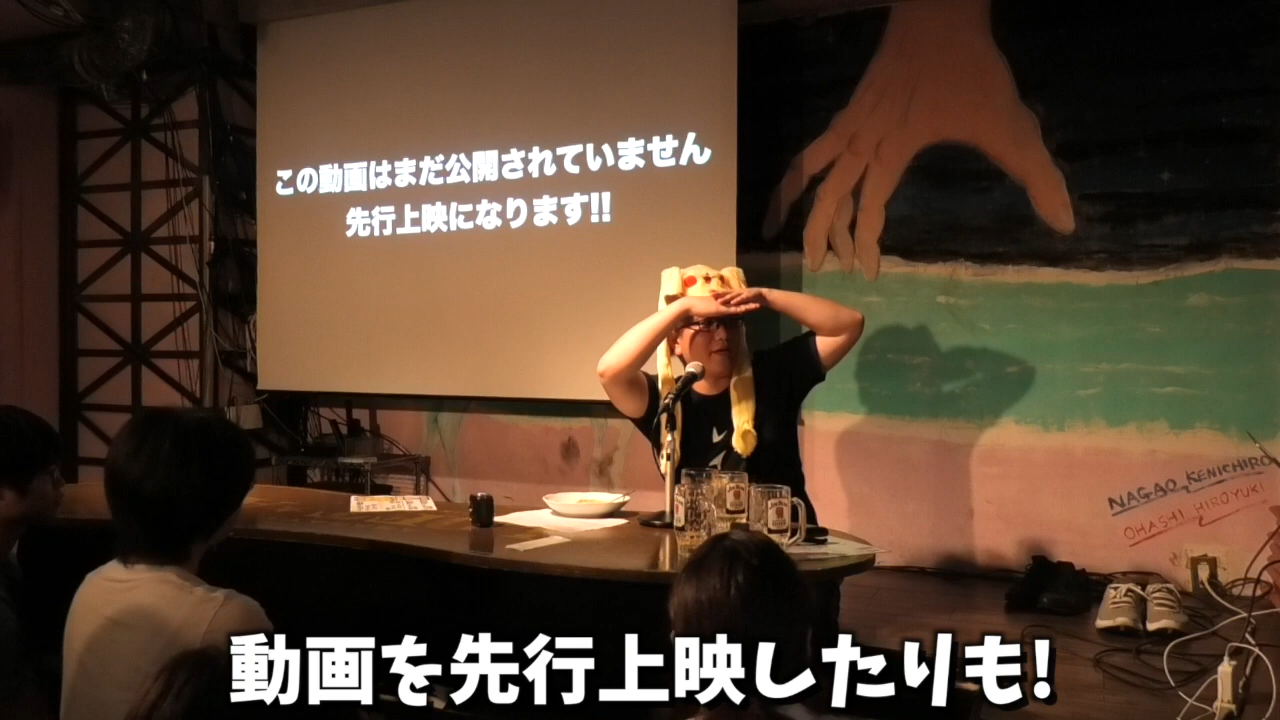 この動画はまだ公開されていません
先行上映になります!!
NAGAO KENICHIRO
OHASHI HIROYUKI
動画を先行上映したりも!